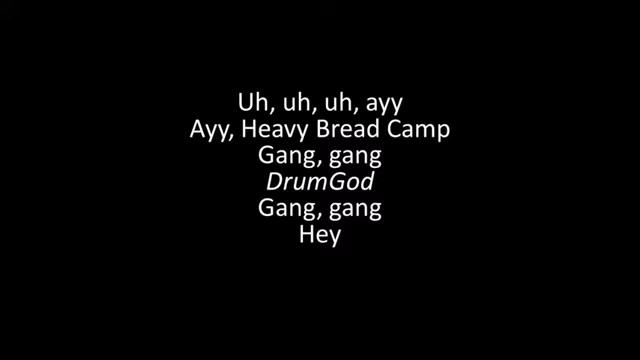 Uh, uh, uh, ayy
Ayy, Heavy Bread Camp
Gang, gang
DrumGod
Gang, gang
Hey